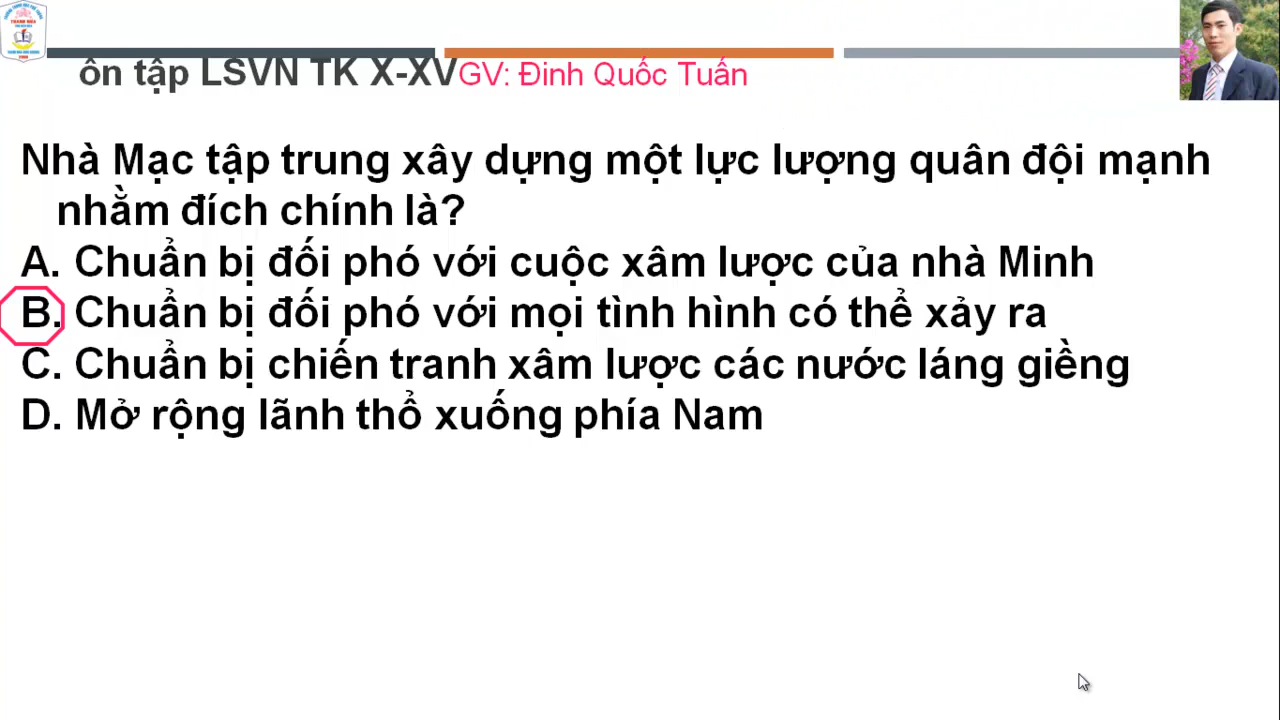 ôn tập LSVN TK X-XV GV: Đinh Quốc Tuấn
Nhà Mạc tập trung xây dựng một lực lượng quân đội mạnh
nhằm đích chính là?
A. Chuẩn bị đối phó với cuộc xâm lược của nhà Minh
B. Chuẩn bị đối phó với mọi tình hình có thể xảy ra
C. Chuẩn bị chiến tranh xâm lược các nước láng giềng
D. Mở rộng lãnh thổ xuống phía Nam